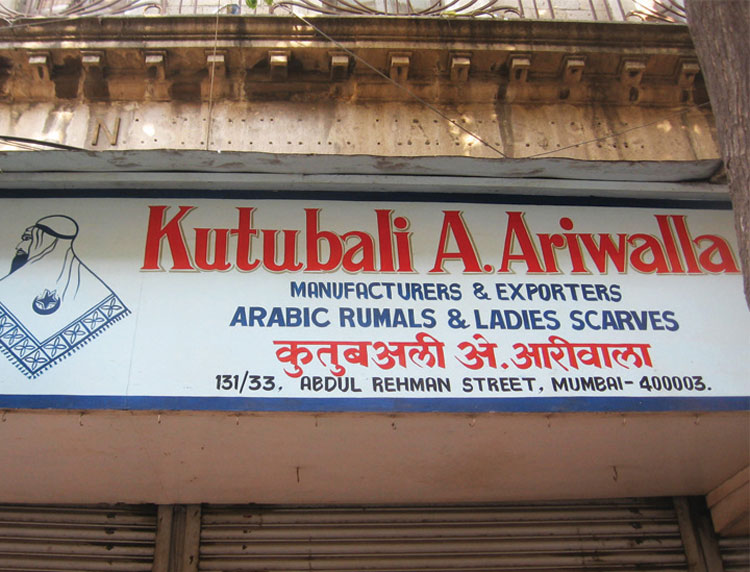 Kutubali A. Ariwalla
MANUFACTURERS & EXPORTERS
ARABIC RUMALS & LADIES SCARVES
कुतुबअली अे. आरीवाला
131/33, ABDUL REHMAN STREET, MUMBAI-400003.